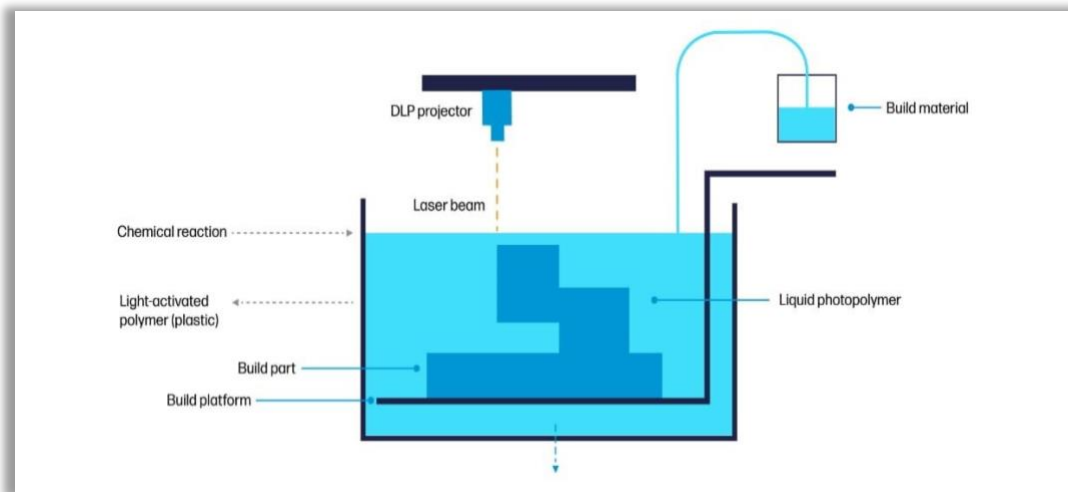 DLP projector
Build material
Laser beam
Chemical reaction
Light-activated
polymer (plastic)
Liquid photopolymer
Build part
Build platform